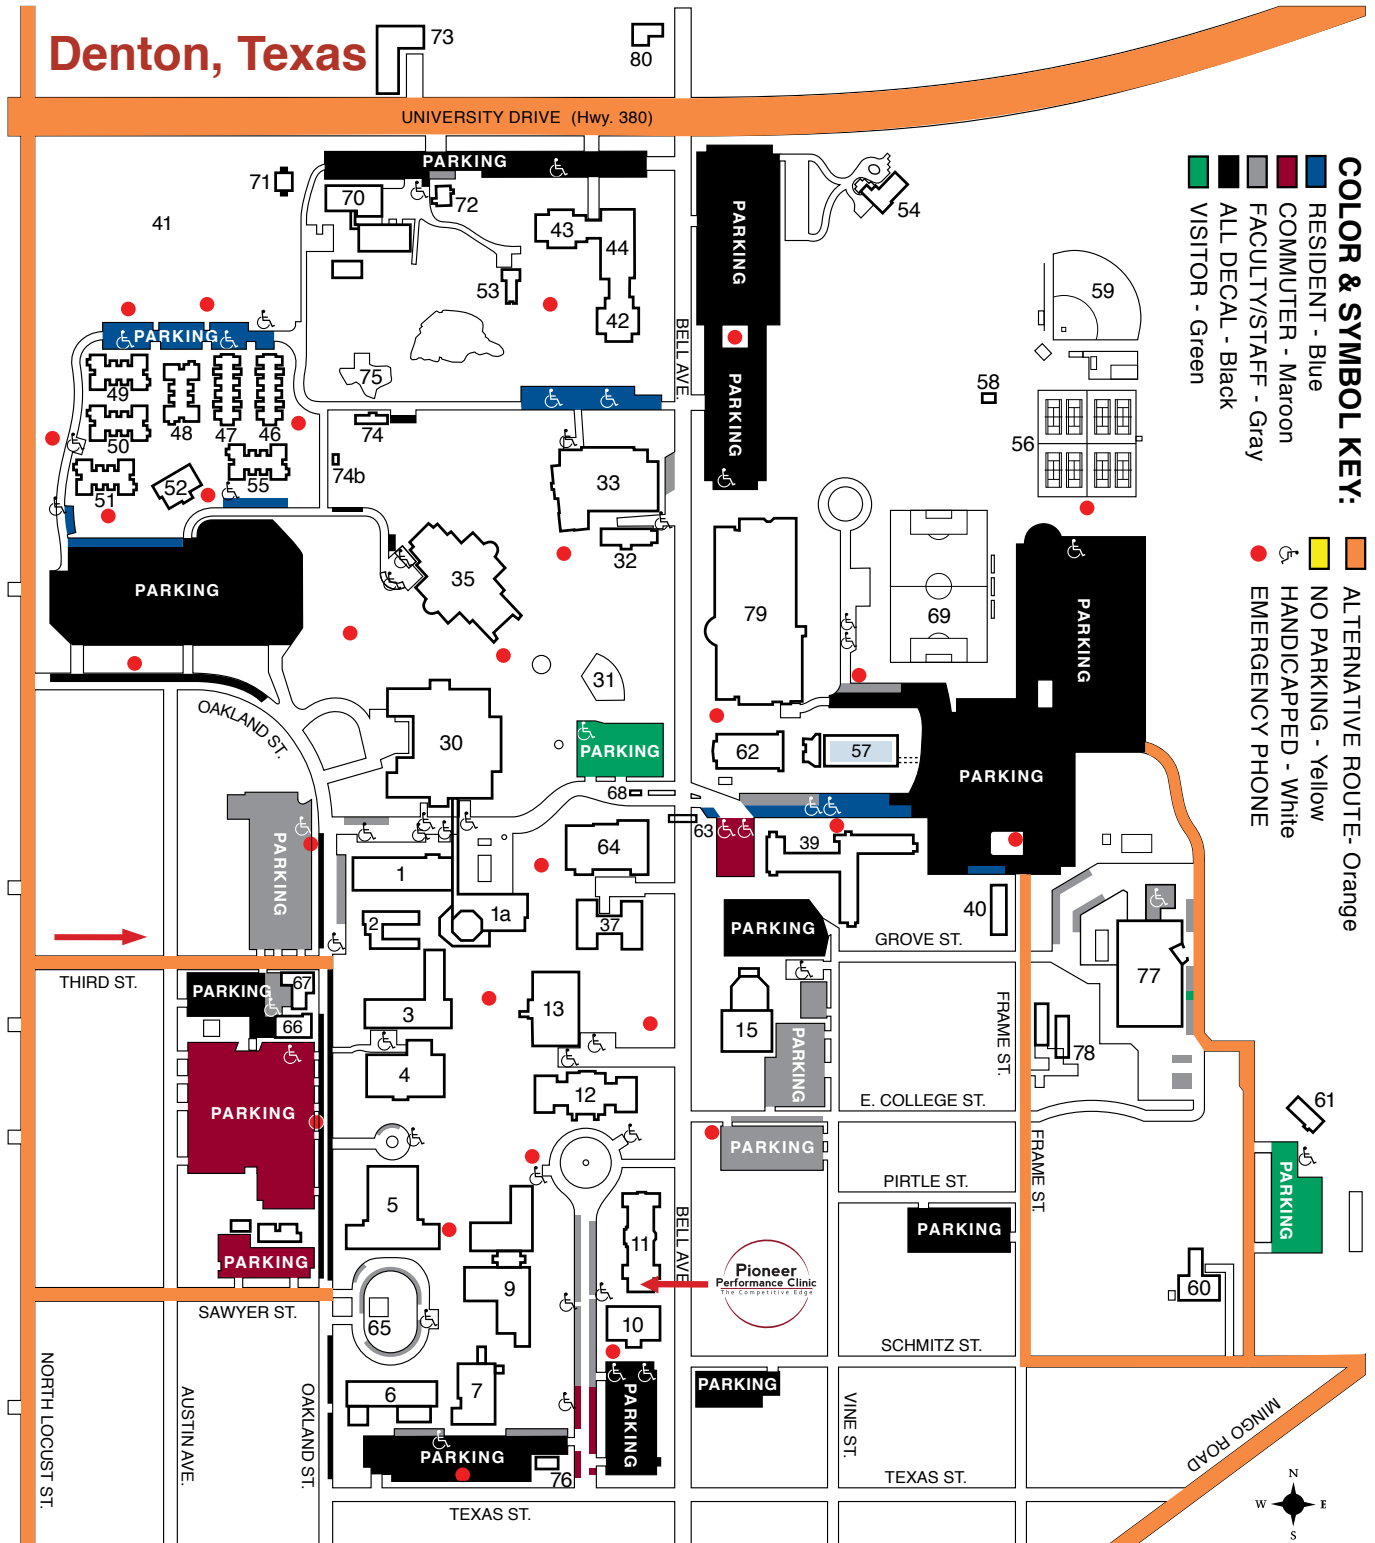 Denton, Texas
73
80
UNIVERSITY DRIVE (Hwy. 380)
PARKING
71
70
72
41
43
44
53
42
54
PARKING
BELL AVE.
59
PARKING
75
49
48
47
46
74
50
58
PARKING
56
51
52
55
74b
33
32
PARKING
35
79
69
PARKING
31
OAKLAND ST.
30
PARKING
62
57
PARKING
68
63
PARKING
64
39
1
1a
2
37
PARKING
40
GROVE ST.
THIRD ST.
PARKING
67
66
3
13
15
PARKING
FRAME ST.
77
78
4
12
E. COLLEGE ST.
61
PARKING
PARKING
FRAME ST.
PARKING
5
PIRTLE ST.
PARKING
BELL AVE.
11
Pioneer
Performance Clinic
The Competitive Edge
PARKING
9
60
SAWYER ST.
65
10
SCHMITZ ST.
NORTH LOCUST ST.
AUSTIN AVE.
OAKLAND ST.
6
7
PARKING
PARKING
VINE ST.
MINGO ROAD
PARKING
76
TEXAS ST.
TEXAS ST.
N
W
E
S
COLOR & SYMBOL KEY:
RESIDENT - Blue
COMMUTER - Maroon
FACULTY/STAFF - Gray
ALL DECAL - Black
VISITOR - Green
ALTERNATIVE ROUTE- Orange
NO PARKING - Yellow
HANDICAPPED - White
EMERGENCY PHONE